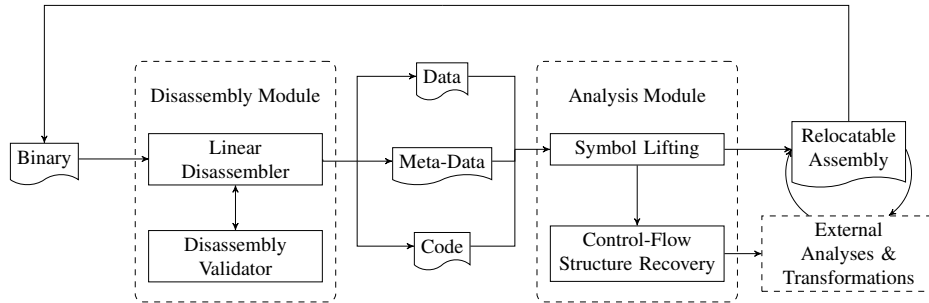 Binary
Disassembly Module
Linear
Disassembler
Disassembly
Validator
Data
Meta-Data
Code
Analysis Module
Symbol Lifting
Control-Flow
Structure Recovery
Relocatable
Assembly
External
Analyses &
Transformations